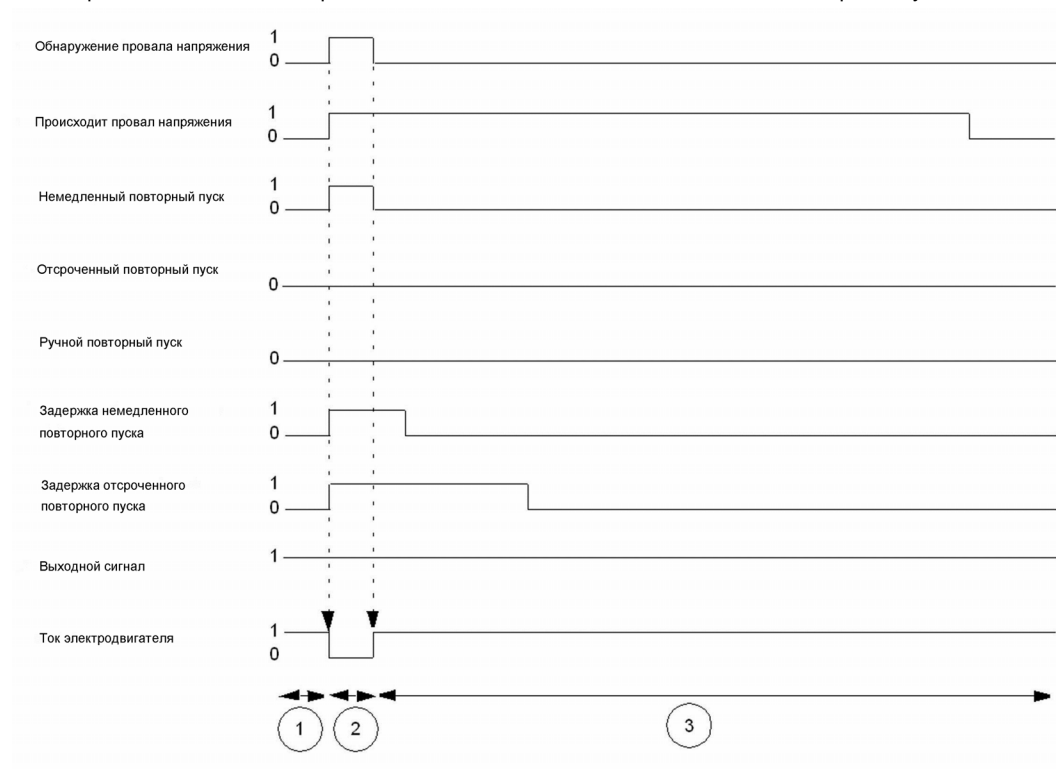 Обнаружение провала напряжения
1
0
Происходит провал напряжения
1
0
Немедленный повторный пуск
1
0
Отсроченный повторный пуск
0
Ручной повторный пуск
0
Задержка немедленного
повторного пуска
1
0
Задержка отсроченного
повторного пуска
1
0
Выходной сигнал
1
Ток электродвигателя
1
0
1 2 3